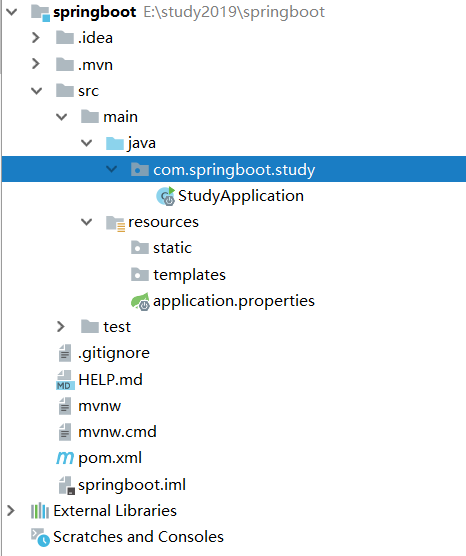 springboot E:\study2019\springboot
.idea
.mvn
src
main
java
com.springboot.study
StudyApplication
resources
static
templates
application.properties
test
.gitignore
HELP.md
mvnw
mvnw.cmd
pom.xml
springboot.iml
External Libraries
Scratches and Consoles